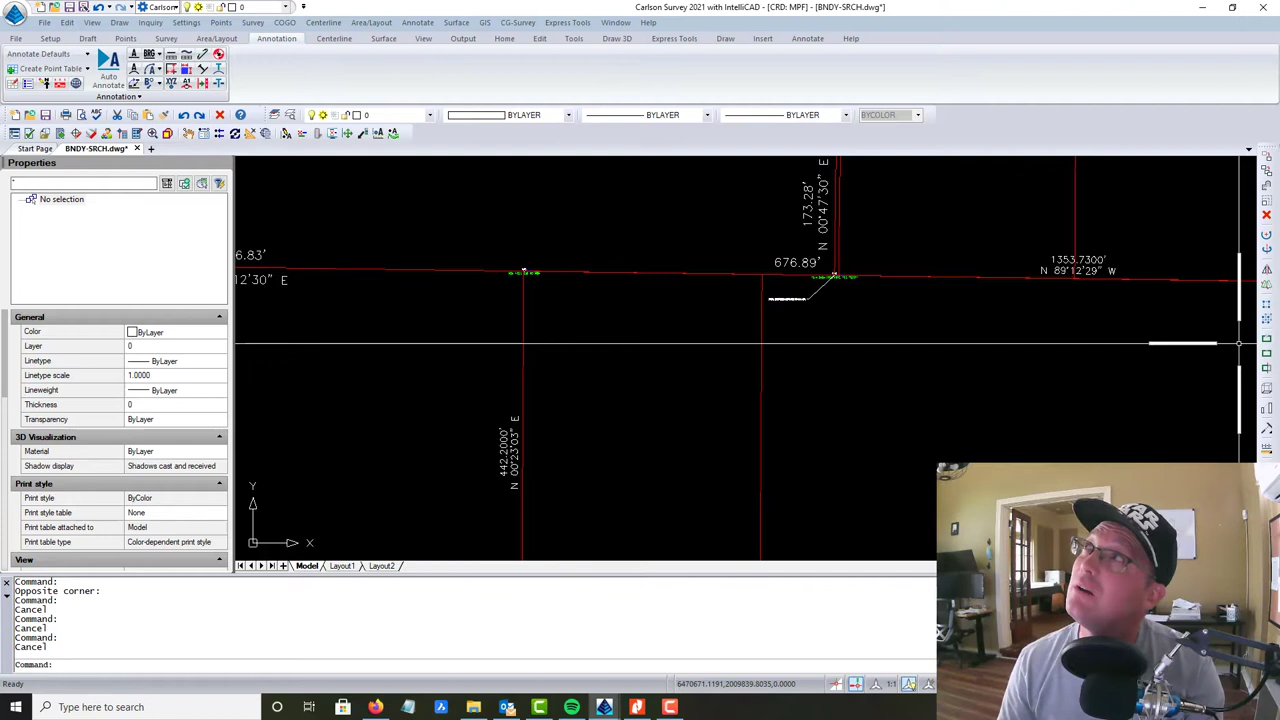 Carlson
0
Carlson Survey 2021 with IntelliCAD - [CRD: MPF] - [BNDY-SRCH.dwg*]
File Edit View Draw Inquiry Settings Points Survey COGO Centerline Area/Layout Annotate Surface GIS CG-Survey Express Tools Window Help
File Setup Draft Points Survey Area/Layout Annotation Centerline Surface View Output Home Edit Tools Draw 3D Express Tools Draw Insert Annotate Surveys
Annotate Defaults
Create Point Table
Auto
Annotate
Annotation
0 BYLAYER BYLAYER BYLAYER BYCOLOR
Start Page BNDY-SRCH.dwg*
Properties
*
No selection
General
Color ByLayer
Layer 0
Linetype ByLayer
Linetype scale 1.0000
Lineweight ByLayer
Thickness 0
Transparency ByLayer
3D Visualization
Material ByLayer
Shadow display Shadows cast and received
Print style
Print style ByColor
Print style None
Print table attached to Model
Print table type Color-dependent print style
View
6.83'
12'30" E
173.28'
N 00°47'30" E
676.89'
1353.7300'
N 89°12'29" W
442.2000'
N 00°23'03" E
Y
X
Model Layout1 Layout2
Command:
Opposite corner:
Command:
Cancel
Command:
Cancel
Command:
Cancel
Command:
Ready
6470671.1191,2009839.8035,0.0000
1:1
Type here to search